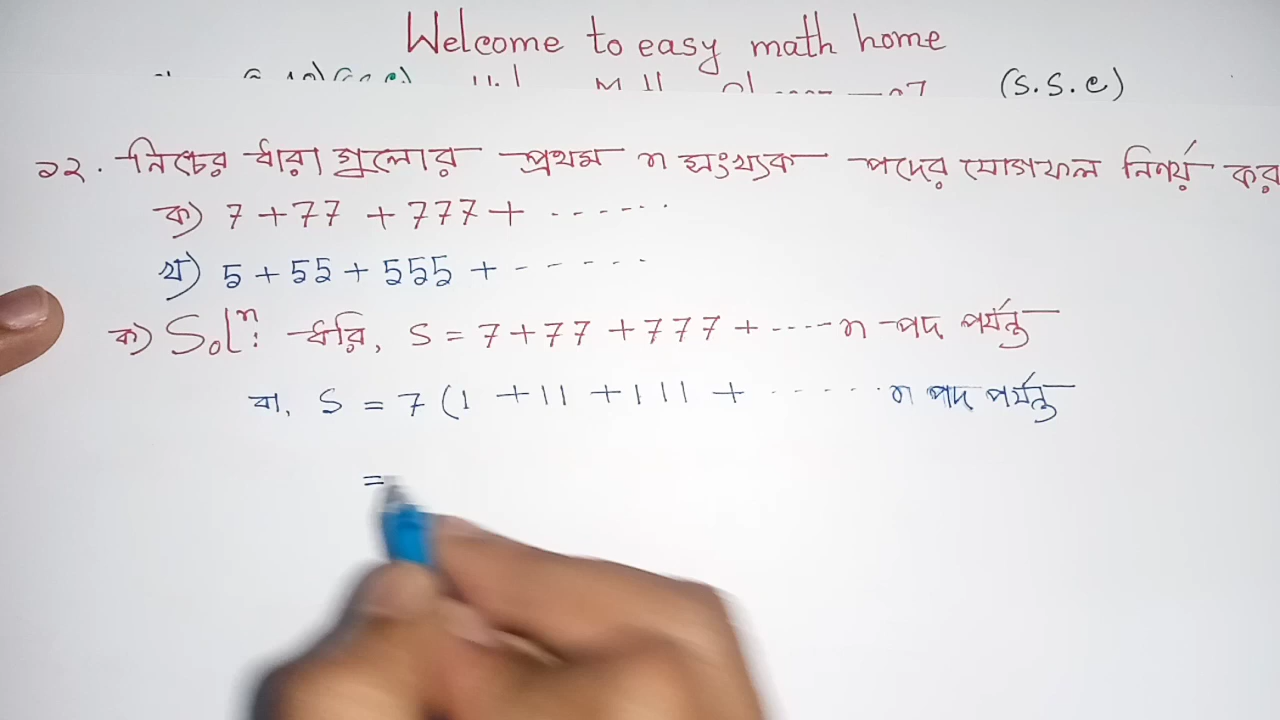 Welcome to easy math home
(s.s.c)
১২. নিচের ধারা গুলোর প্রথম n সংখ্যক পদের যোগফল নির্ণয় কর
ক) 7 + 77 + 777 + ......
খ) 5 + 55 + 555 + ......
ক) Solⁿ: ধরি, S = 7 + 77 + 777 + ..... n পদ পর্যন্ত
বা, S = 7 (1 + 11 + 111 + ....... n পদ পর্যন্ত
=